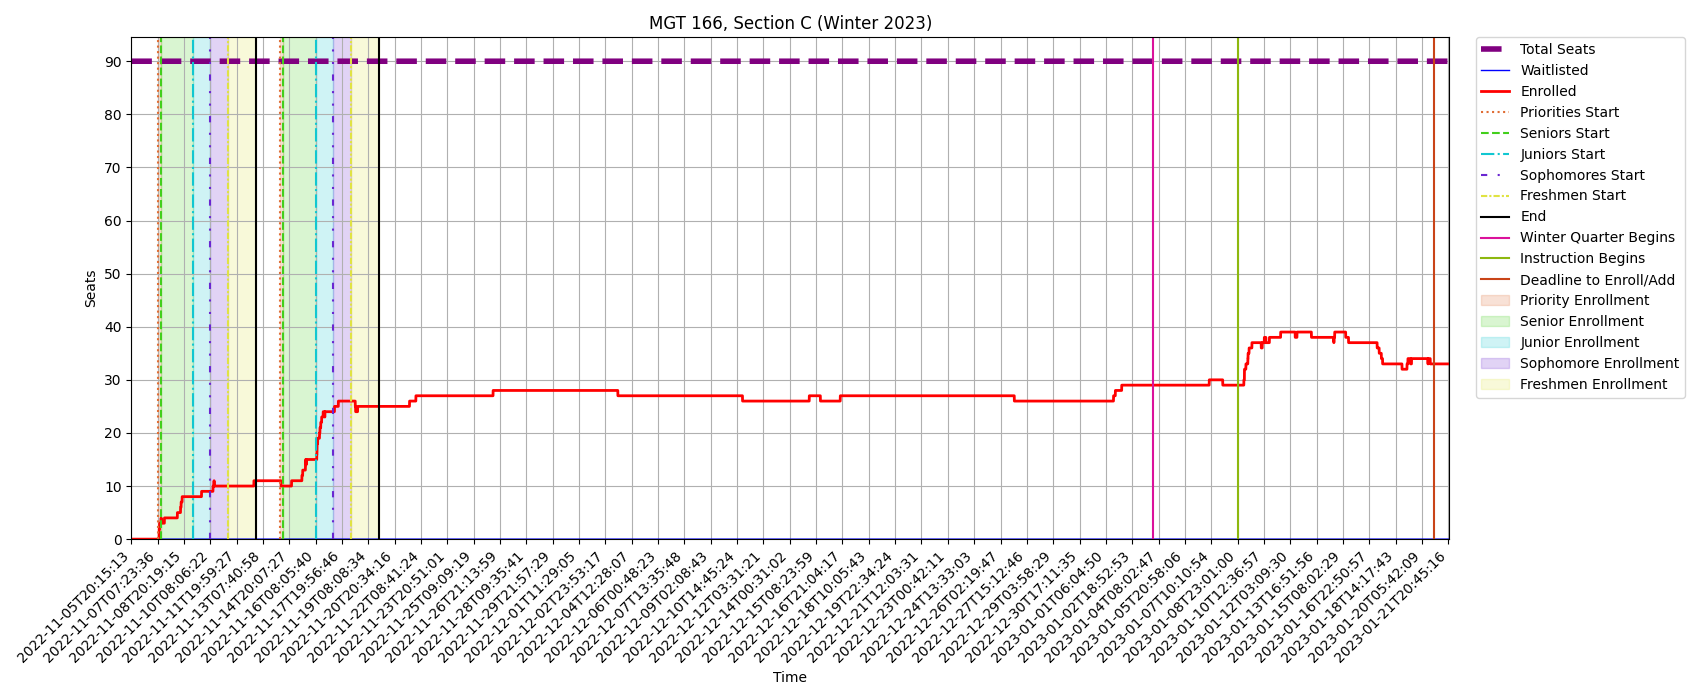 MGT 166, Section C (Winter 2023)
Seats
90
80
70
60
50
40
30
20
10
0
2022-11-05T20:15:13
2022-11-07T07:23:36
2022-11-08T20:19:15
2022-11-10T08:06:22
2022-11-11T19:59:27
2022-11-13T07:40:58
2022-11-14T20:07:27
2022-11-16T08:05:40
2022-11-17T19:56:46
2022-11-19T08:08:34
2022-11-20T20:34:16
2022-11-22T08:41:24
2022-11-23T20:51:01
2022-11-25T09:09:19
2022-11-26T21:13:59
2022-11-28T09:35:41
2022-11-29T21:57:29
2022-12-01T11:29:05
2022-12-02T23:53:17
2022-12-04T12:28:07
2022-12-06T00:48:23
2022-12-07T13:35:48
2022-12-09T02:08:43
2022-12-10T14:45:24
2022-12-12T03:31:21
2022-12-14T00:31:02
2022-12-15T08:23:59
2022-12-16T21:04:17
2022-12-18T10:05:43
2022-12-19T22:34:24
2022-12-21T12:03:31
2022-12-23T00:42:11
2022-12-24T13:33:03
2022-12-26T02:19:47
2022-12-27T15:12:46
2022-12-29T03:58:29
2022-12-30T17:11:35
2023-01-01T06:04:50
2023-01-02T18:52:53
2023-01-04T08:02:47
2023-01-05T20:58:06
2023-01-07T10:10:54
2023-01-08T23:01:00
2023-01-10T12:36:57
2023-01-12T03:09:30
2023-01-13T16:51:56
2023-01-15T08:02:29
2023-01-16T22:50:57
2023-01-18T14:17:43
2023-01-20T05:42:09
2023-01-21T20:45:16
Time
Total Seats
Waitlisted
Enrolled
Priorities Start
Seniors Start
Juniors Start
Sophomores Start
Freshmen Start
End
Winter Quarter Begins
Instruction Begins
Deadline to Enroll/Add
Priority Enrollment
Senior Enrollment
Junior Enrollment
Sophomore Enrollment
Freshmen Enrollment